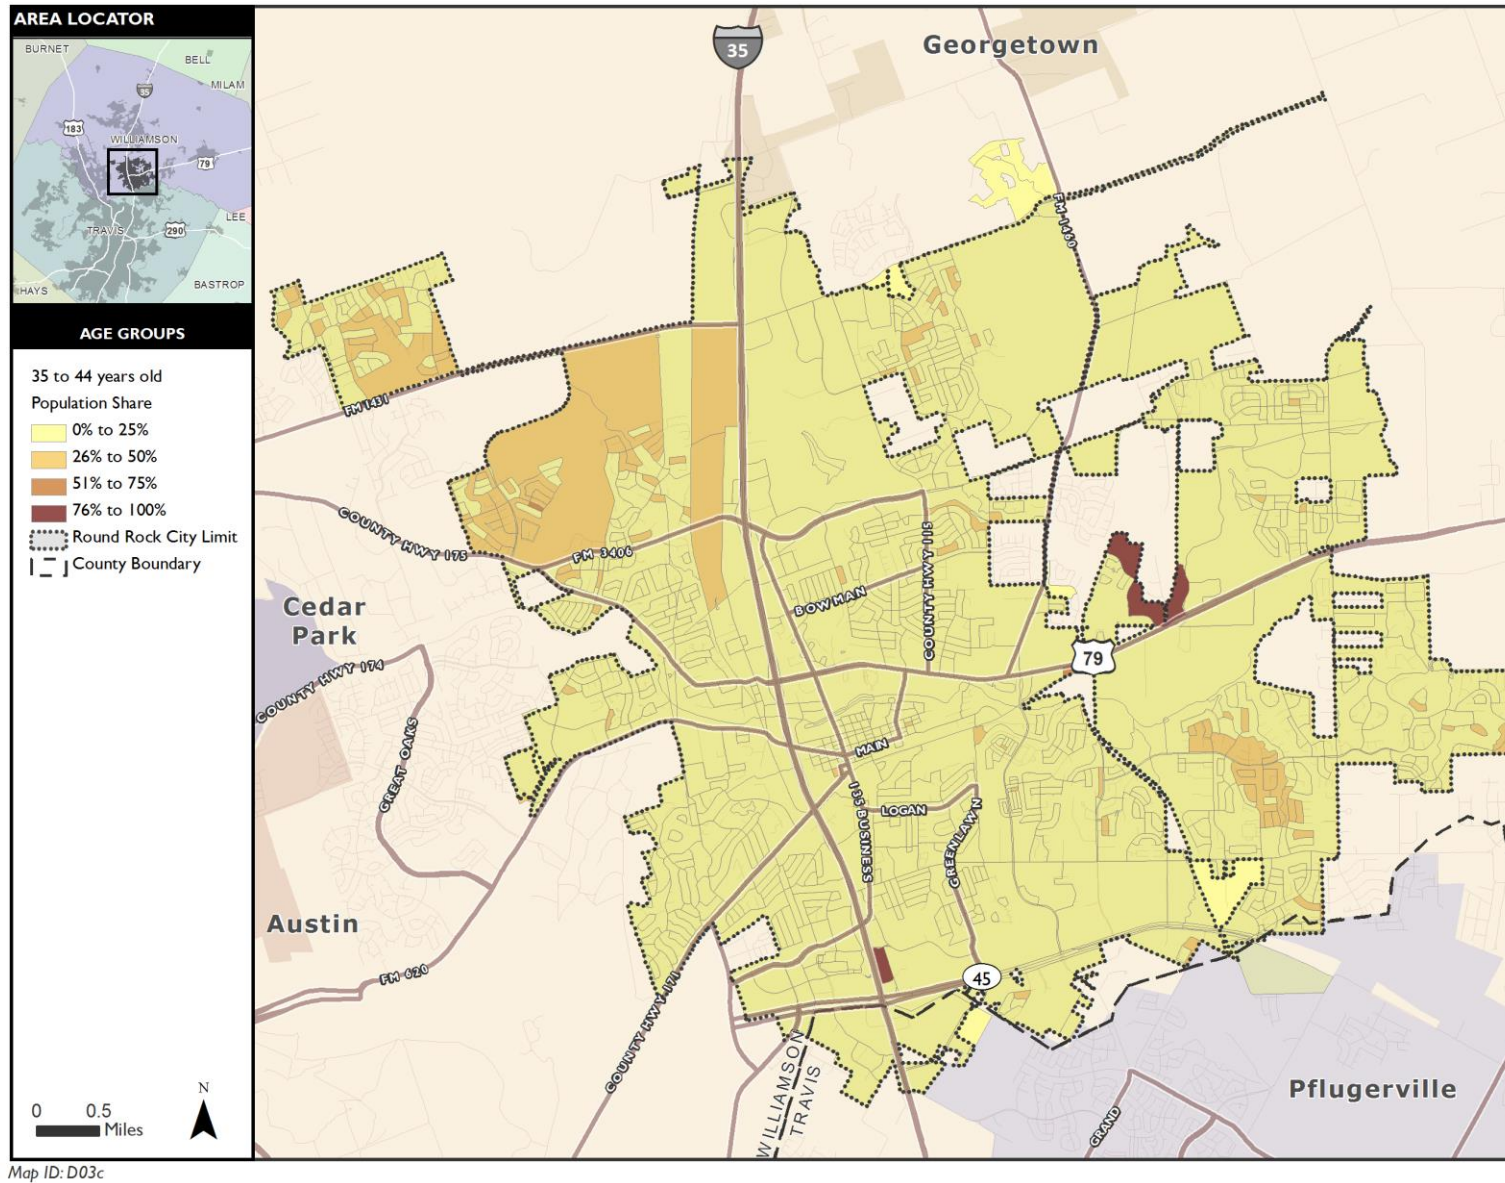 AREA LOCATOR
BURNET
BELL
MILAM
35
183
WILLIAMSON
79
LEE
TRAVIS
290
HAYS
BASTROP
AGE GROUPS
35 to 44 years old
Population Share
0% to 25%
26% to 50%
51% to 75%
76% to 100%
Round Rock City Limit
County Boundary
N
0 0.5
Miles
35
Georgetown
FM 1460
FM 1431
COUNTY HWY 175
FM 3406
COUNTY HWY 115
BOWMAN
Cedar
Park
79
COUNTY HWY 174
GREAT OAKS
MAIN
I 35 BUSINESS
LOGAN
GREENLAWN
Austin
FM 620
COUNTY HWY 171
45
WILLIAMSON
TRAVIS
Pflugerville
GRAND
Map ID: D03c